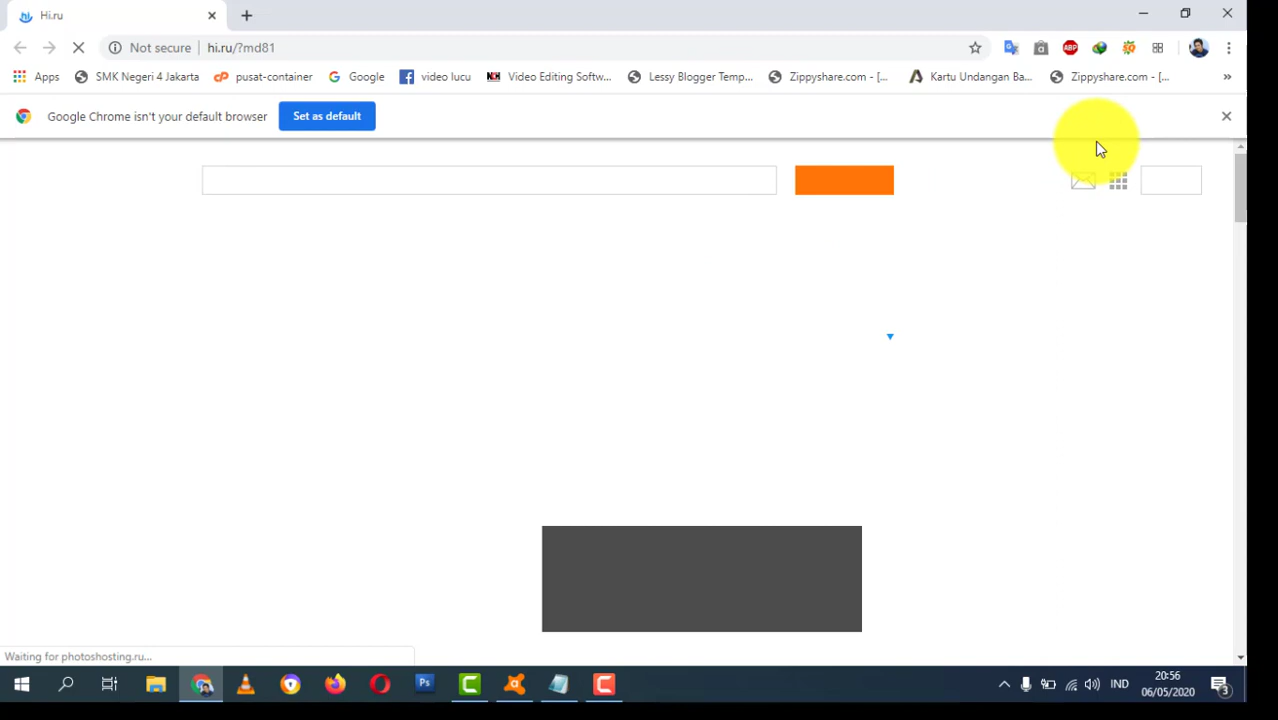 Hi.ru
Not secure hi.ru/?md81
Apps SMK Negeri 4 Jakarta pusat-container Google video lucu Video Editing Softw... Lessy Blogger Temp... Zippyshare.com - [... Kartu Undangan Ba... Zippyshare.com - [... »
Google Chrome isn't your default browser Set as default
Waiting for photoshosting.ru...
IND
20:56
06/05/2020
3